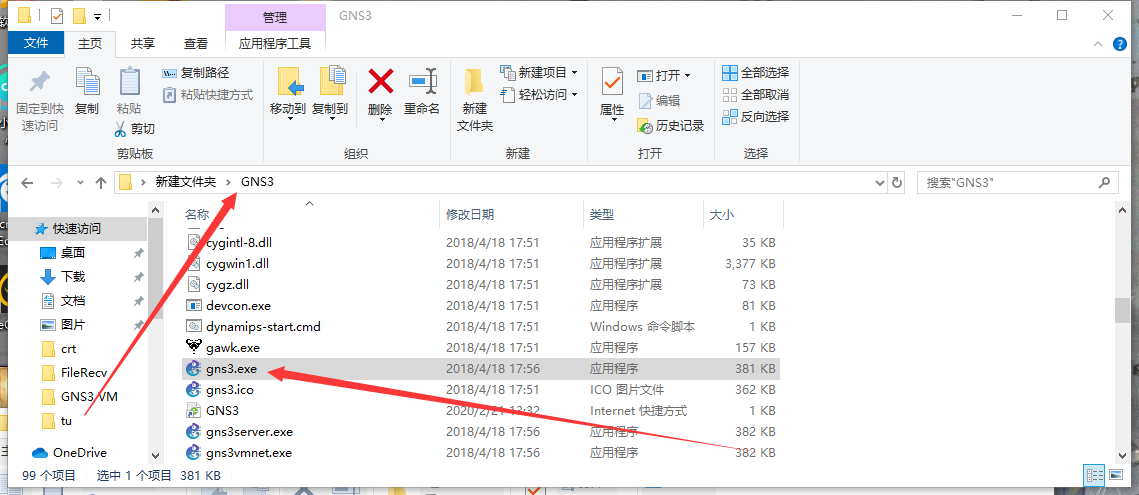 管理
GNS3
文件
主页
共享
查看
应用程序工具
固定到快
速访问
复制
粘贴
复制路径
粘贴快捷方式
剪切
剪贴板
移动到
复制到
删除
重命名
组织
新建
文件夹
新建项目
轻松访问
新建
属性
打开
编辑
历史记录
打开
全部选择
全部取消
反向选择
选择
新建文件夹 › GNS3
搜索"GNS3"
快速访问
桌面
下载
文档
图片
crt
FileRecv
GNS3 VM
tu
OneDrive
名称 修改日期 类型 大小
cygintl-8.dll 2018/4/18 17:51 应用程序扩展 35 KB
cygwin1.dll 2018/4/18 17:51 应用程序扩展 3,377 KB
cygz.dll 2018/4/18 17:51 应用程序扩展 73 KB
devcon.exe 2018/4/18 17:51 应用程序 81 KB
dynamips-start.cmd 2018/4/18 17:51 Windows 命令脚本 1 KB
gawk.exe 2018/4/18 17:51 应用程序 157 KB
gns3.exe 2018/4/18 17:56 应用程序 381 KB
gns3.ico 2018/4/18 17:51 ICO 图片文件 362 KB
GNS3 2020/2/21 13:32 Internet 快捷方式 1 KB
gns3server.exe 2018/4/18 17:56 应用程序 382 KB
gns3vmnet.exe 2018/4/18 17:56 应用程序 382 KB
99 个项目 选中 1 个项目 381 KB